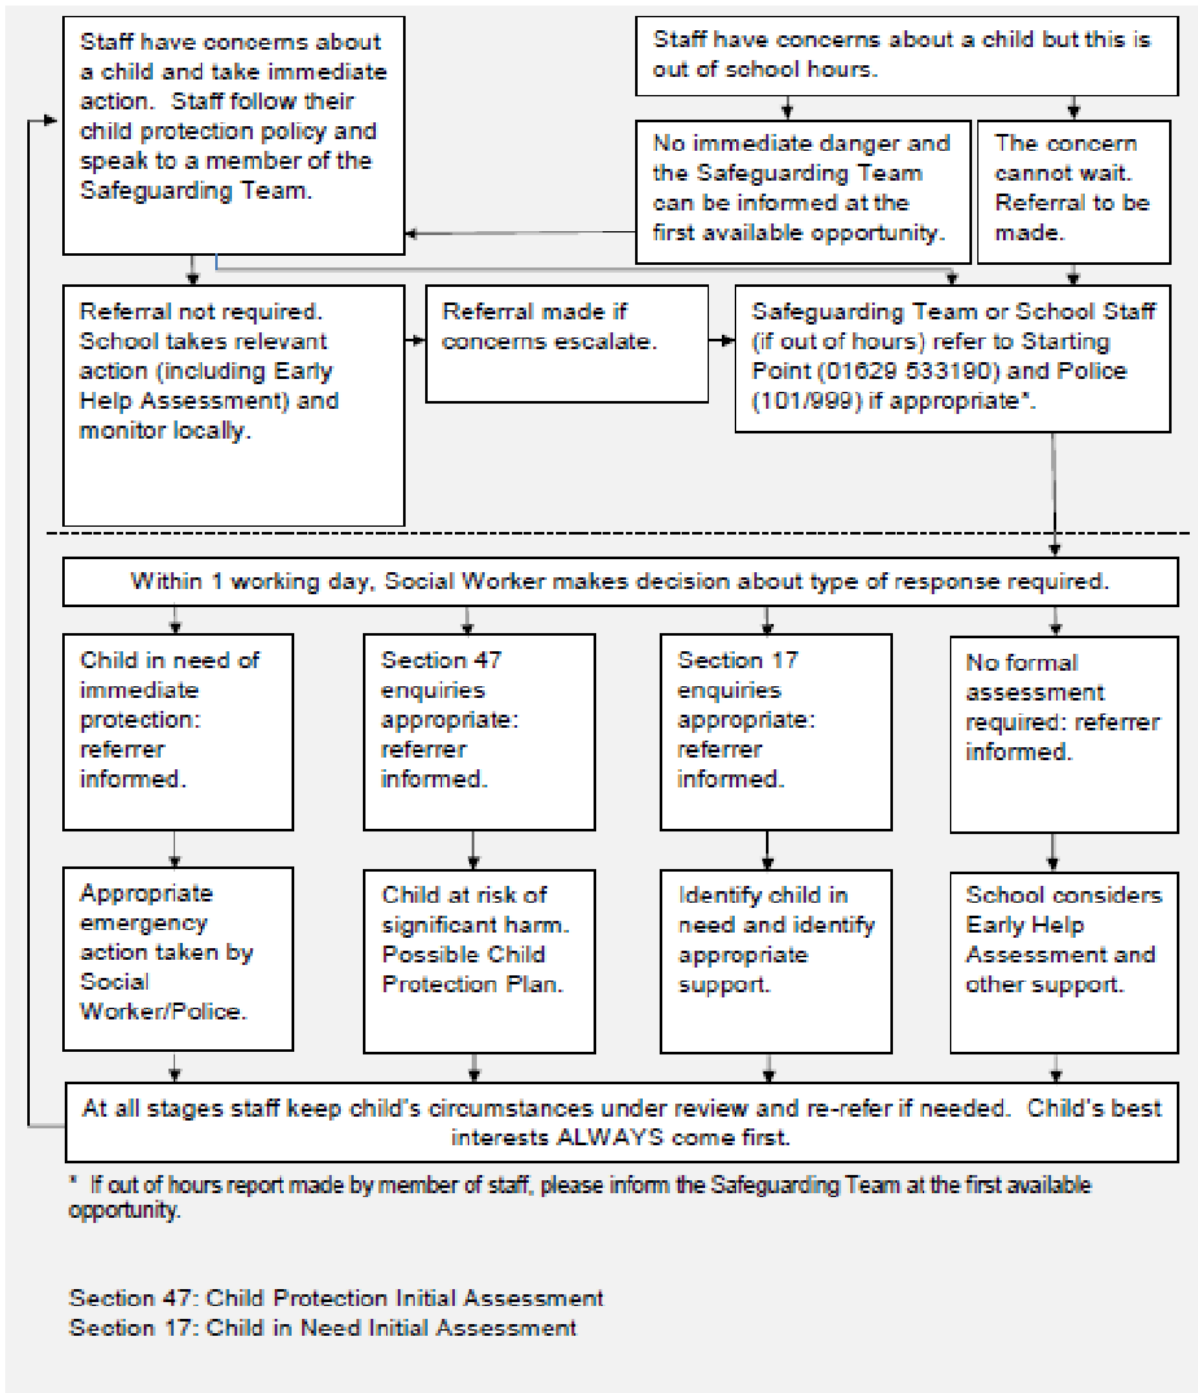 Staff have concerns about
a child and take immediate
action.  Staff follow their
child protection policy and
speak to a member of the
Safeguarding Team.
Staff have concerns about a child but this is
out of school hours.
No immediate danger and
the Safeguarding Team
can be informed at the
first available opportunity.
The concern
cannot wait.
Referral to be
made.
Referral not required.
School takes relevant
action (including Early
Help Assessment) and
monitor locally.
Referral made if
concerns escalate.
Safeguarding Team or School Staff
(if out of hours) refer to Starting
Point (01629 533190) and Police
(101/999) if appropriate*.
Within 1 working day, Social Worker makes decision about type of response required.
Child in need of
immediate
protection:
referrer
informed.
Section 47
enquiries
appropriate:
referrer
informed.
Section 17
enquiries
appropriate:
referrer
informed.
No formal
assessment
required: referrer
informed.
Appropriate
emergency
action taken by
Social
Worker/Police.
Child at risk of
significant harm.
Possible Child
Protection Plan.
Identify child in
need and identify
appropriate
support.
School considers
Early Help
Assessment and
other support.
At all stages staff keep child's circumstances under review and re-refer if needed.  Child's best
interests ALWAYS come first.
* If out of hours report made by member of staff, please inform the Safeguarding Team at the first available
opportunity.
Section 47: Child Protection Initial Assessment
Section 17: Child in Need Initial Assessment